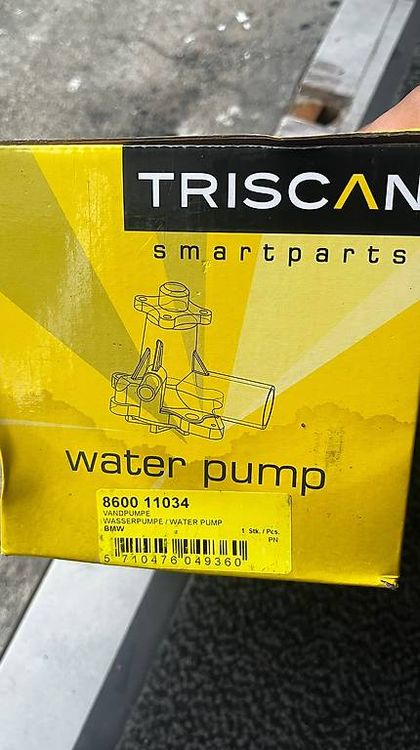 TRISCAN
smartparts
water pump
8600 11034
VANDPUMPE
WASSERPUMPE / WATER PUMP
BMW
1 Stk. / Pcs.
PN
5 710476 049360